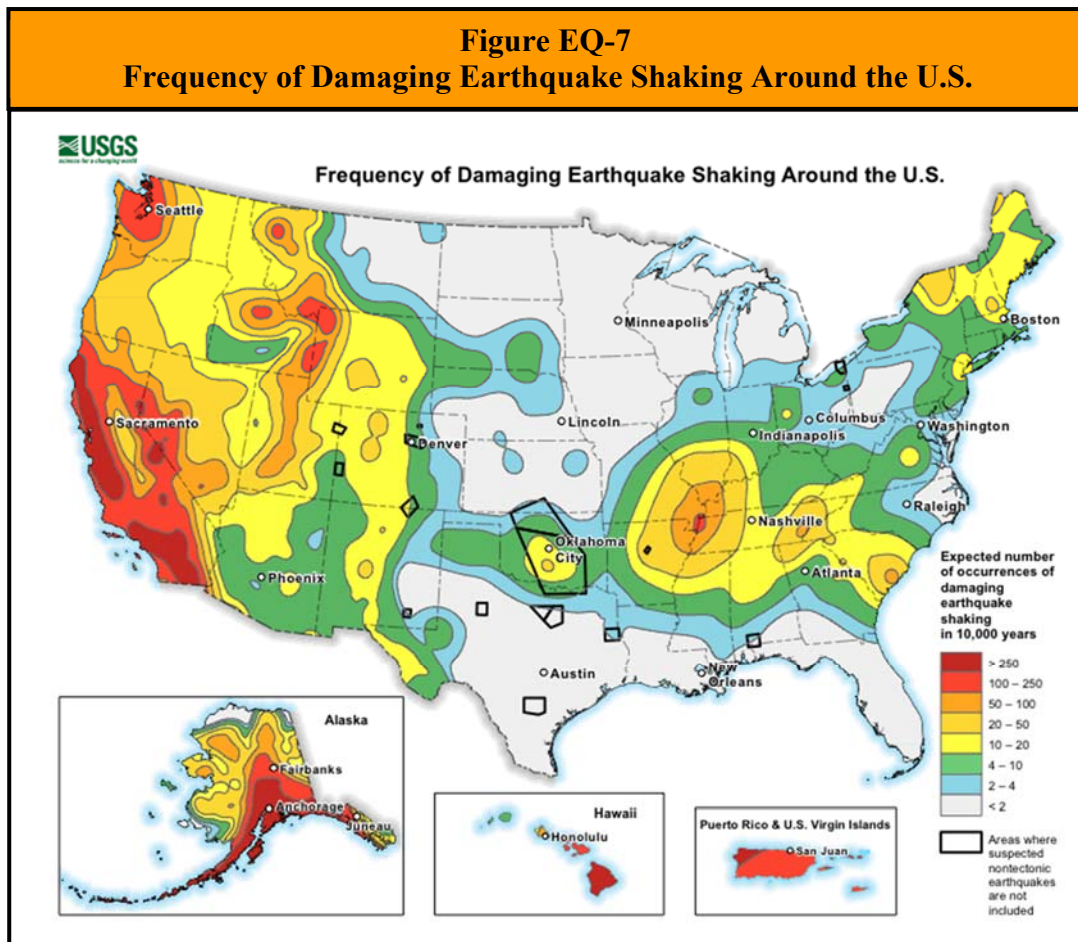 Figure EQ-7
Frequency of Damaging Earthquake Shaking Around the U.S.
USGS
science for a changing world
Frequency of Damaging Earthquake Shaking Around the U.S.
Seattle
Minneapolis
Boston
Sacramento
Denver
Lincoln
Columbus
Indianapolis
Washington
Raleigh
Nashville
Oklahoma
City
Phoenix
Atlanta
Austin
New
Orleans
Expected number
of occurrences of
damaging
earthquake
shaking
in 10,000 years
> 250
100 – 250
50 – 100
20 – 50
10 – 20
4 – 10
2 – 4
< 2
Areas where
suspected
nontectonic
earthquakes
are not
included
Alaska
Fairbanks
Anchorage
Juneau
Hawaii
Honolulu
Puerto Rico & U.S. Virgin Islands
San Juan